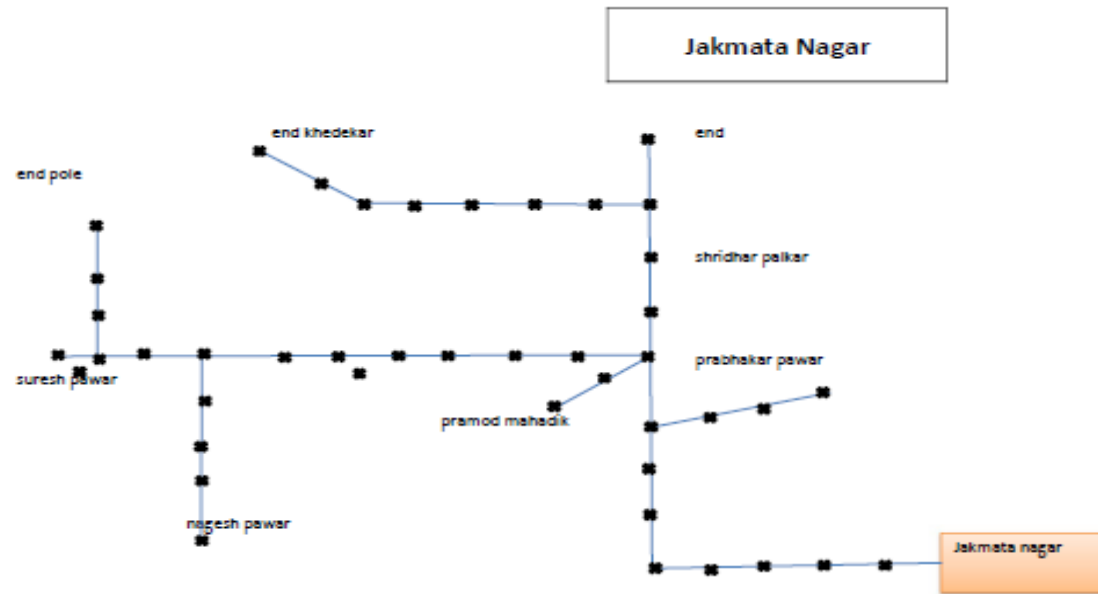 Jakmata Nagar
end khedekar
end
end pole
shridhar palkar
prabhakar pawar
suresh pawar
pramod mahadik
nagesh pawar
Jakmata nagar